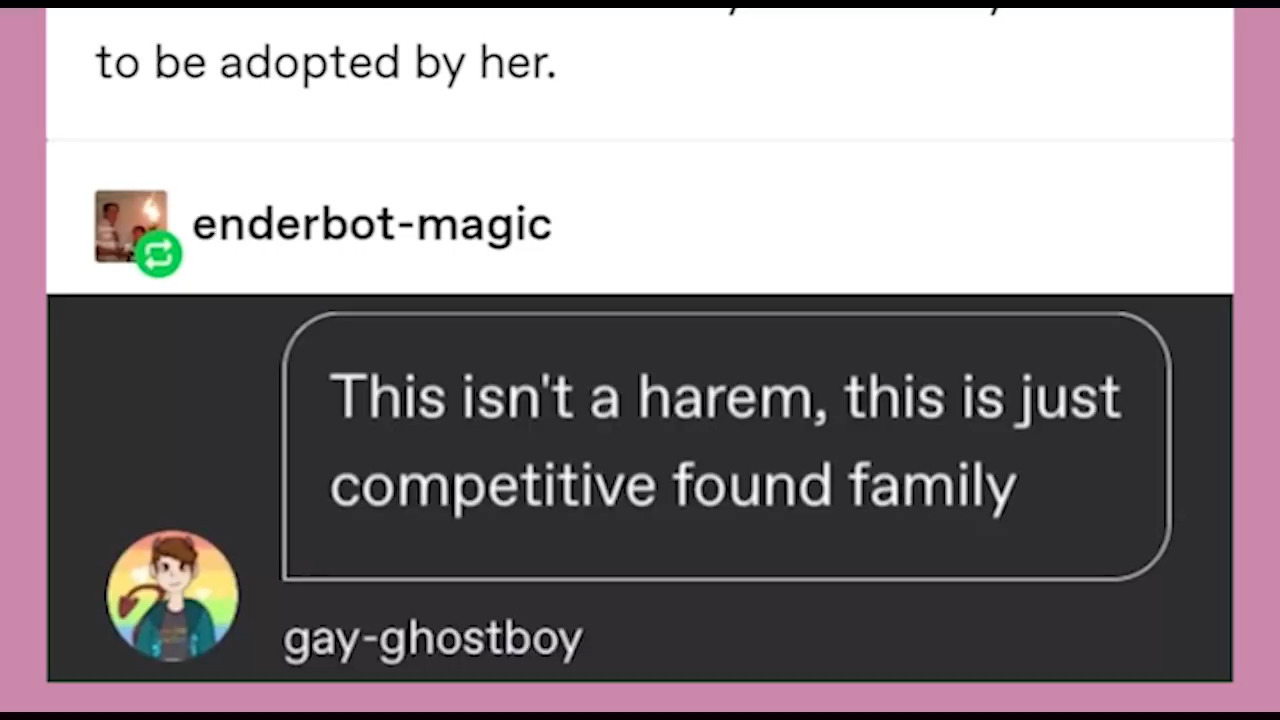 to be adopted by her.
enderbot-magic
This isn't a harem, this is just
competitive found family
gay-ghostboy